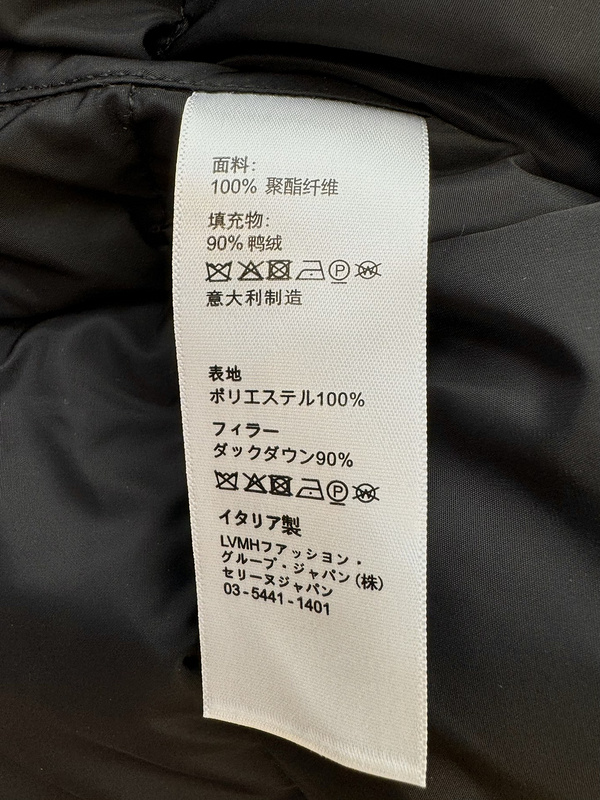 面料:
100% 聚酯纤维
填充物:
90% 鸭绒
意大利制造
表地
ポリエステル100%
フィラー
ダックダウン90%
イタリア製
LVMHファッション・
グループ・ジャパン(株)
セリーヌジャパン
03-5441-1401